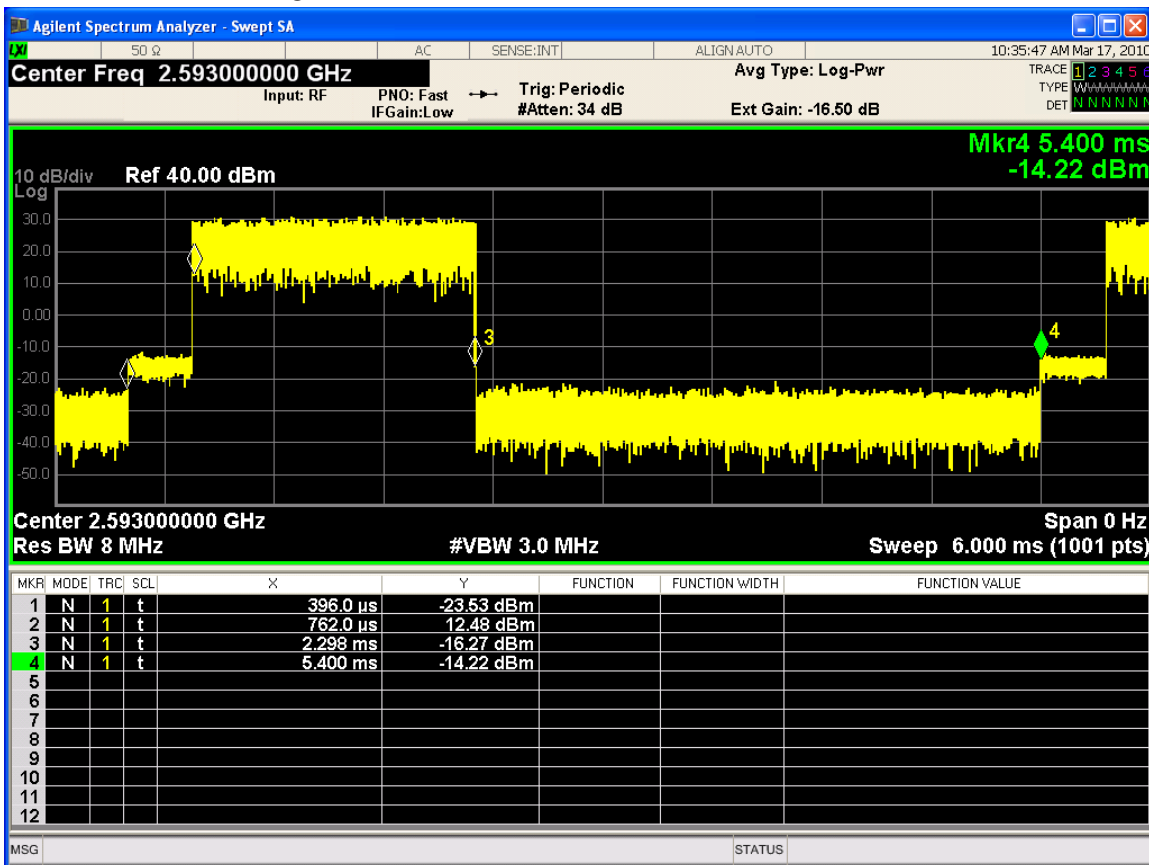 Agilent Spectrum Analyzer - Swept SA
LXI 50 Ω AC SENSE:INT ALIGN AUTO 10:35:47 AM Mar 17, 2010
Center Freq 2.593000000 GHz Avg Type: Log-Pwr TRACE 1 2 3 4 5 6
Input: RF PNO: Fast Trig: Periodic TYPE WWWWWW
IFGain:Low #Atten: 34 dB Ext Gain: -16.50 dB DET N N N N N N
Mkr4 5.400 ms
10 dB/div Ref 40.00 dBm -14.22 dBm
Log
30.0
20.0
10.0
0.00
3
4
-10.0
-20.0
-30.0
-40.0
-50.0
Center 2.593000000 GHz Span 0 Hz
Res BW 8 MHz #VBW 3.0 MHz Sweep 6.000 ms (1001 pts)
MKR MODE TRC SCL X Y FUNCTION FUNCTION WIDTH FUNCTION VALUE
1 N 1 t 396.0 µs -23.53 dBm
2 N 1 t 762.0 µs 12.48 dBm
3 N 1 t 2.298 ms -16.27 dBm
4 N 1 t 5.400 ms -14.22 dBm
5
6
7
8
9
10
11
12
MSG STATUS